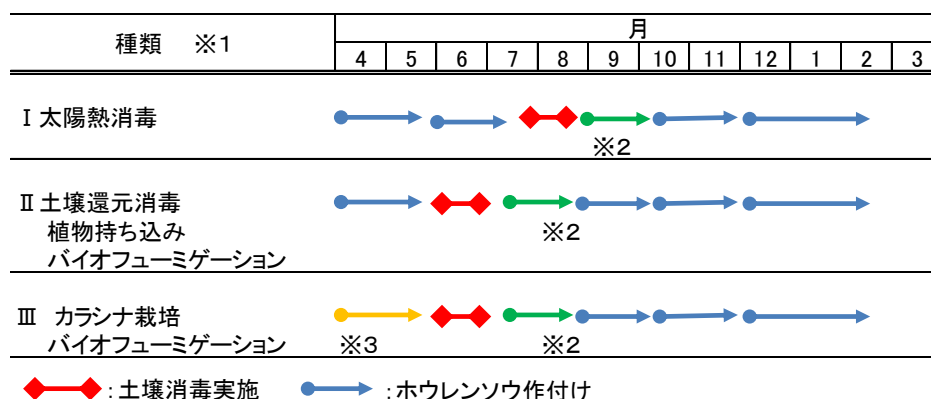 種類 ※1
月
4 5 6 7 8 9 10 11 12 1 2 3
Ⅰ 太陽熱消毒
※2
Ⅱ 土壌還元消毒
植物持ち込み
※2
バイオフューミゲーション
Ⅲ カラシナ栽培
バイオフューミゲーション
※3 ※2
:土壌消毒実施 :ホウレンソウ作付け